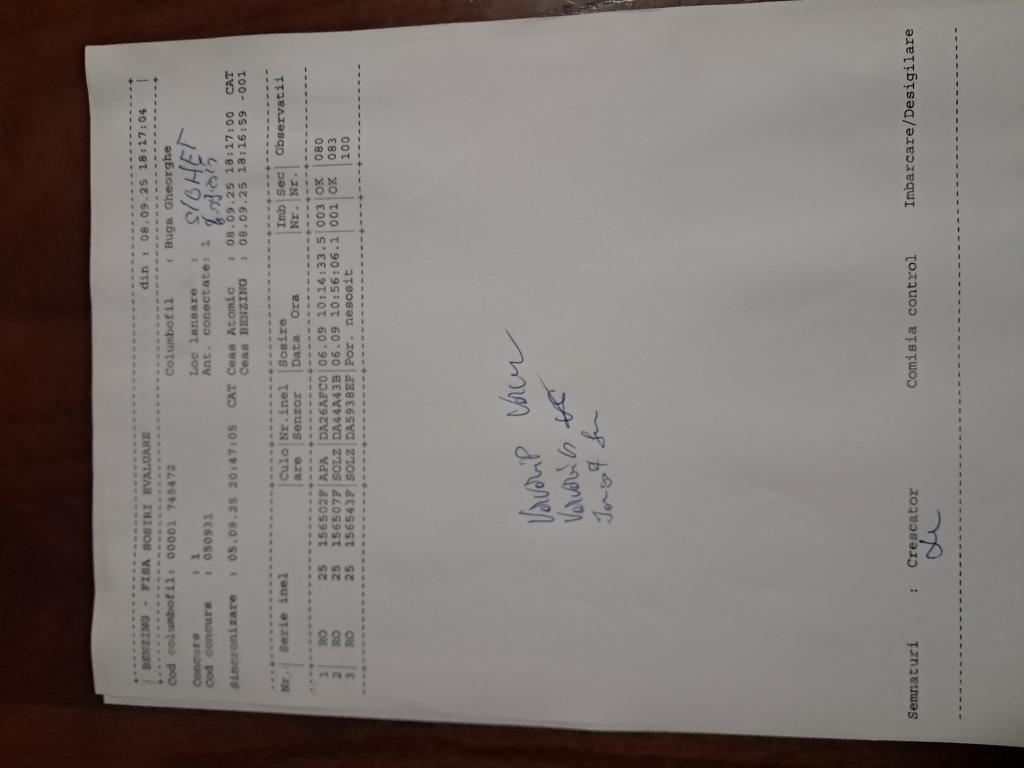 | BENZING - FISA SOSIRI EVALUARE din : 08.09.25 18:17:04 |
Cod columbofil: 00001 745472 Columbofil : Buga Gheorghe
Concurs : 1 Loc lansare : SIGHET
Cod concurs : 050931 Ant. conectate: 1
Sincronizare : 05.09.25 20:47:05 CAT Ceas Atomic : 08.09.25 18:17:00 CAT
Ceas BENZING : 08.09.25 18:16:59 -001
Nr.| Serie inel |Culo|Nr inel |Sosire |Imb|Sec| Observatii
|are |Senzor |Data Ora |Nr.|Nr.|
1 | RO 25 156502F|APA |DA26AFC0|06.09 10:14:33.5|003|OK | 080
2 | RO 25 156507F|SOLZ|DA44A43B|06.09 10:56:06.1|001|OK | 083
3 | RO 25 156543F|SOLZ|DA5938EF|Por. nesosit | | | 100
Semnaturi : Crescator Comisia control Imbarcare/Desigilare